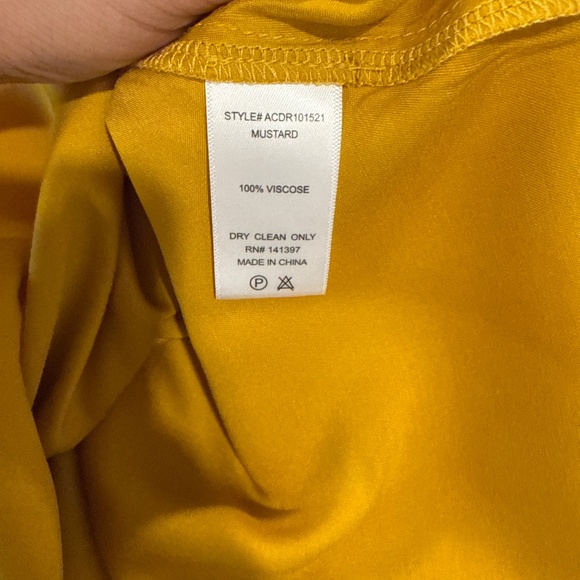 STYLE# ACDR101521
MUSTARD
100% VISCOSE
DRY CLEAN ONLY
RN# 141397
MADE IN CHINA
P